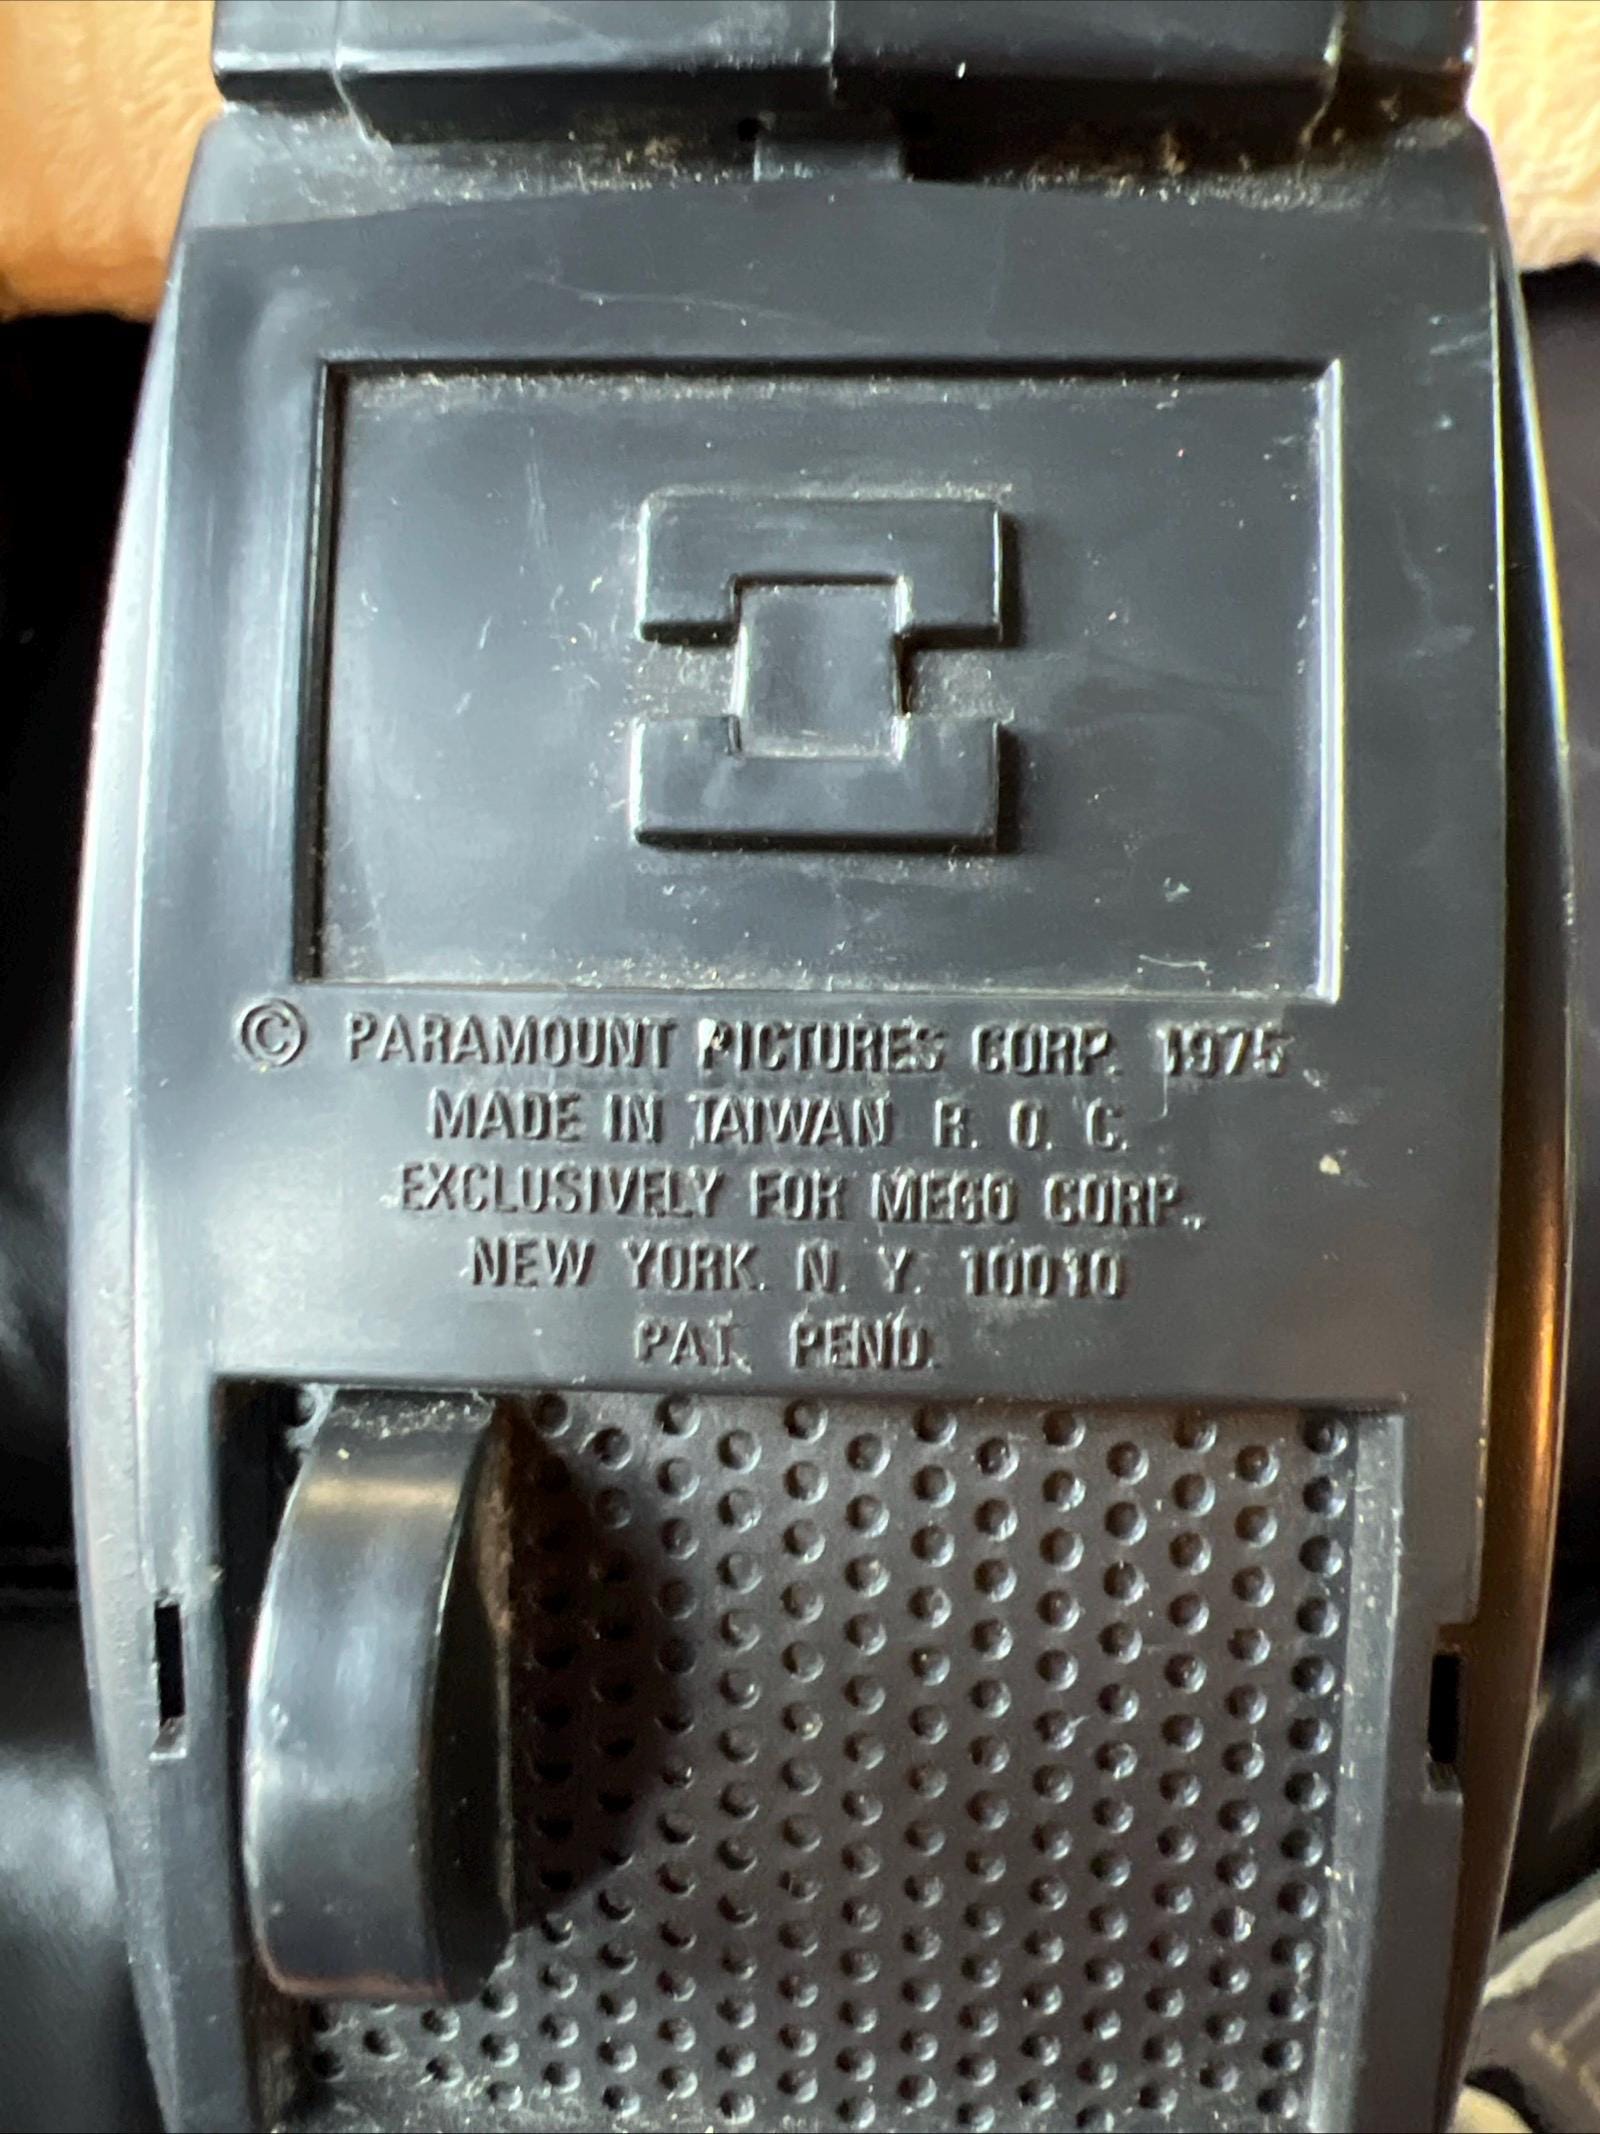 © PARAMOUNT PICTURES CORP. 1975
MADE IN TAIWAN R. O. C.
EXCLUSIVELY FOR MEGO CORP.,
NEW YORK. N. Y. 10010
PAT. PEND.